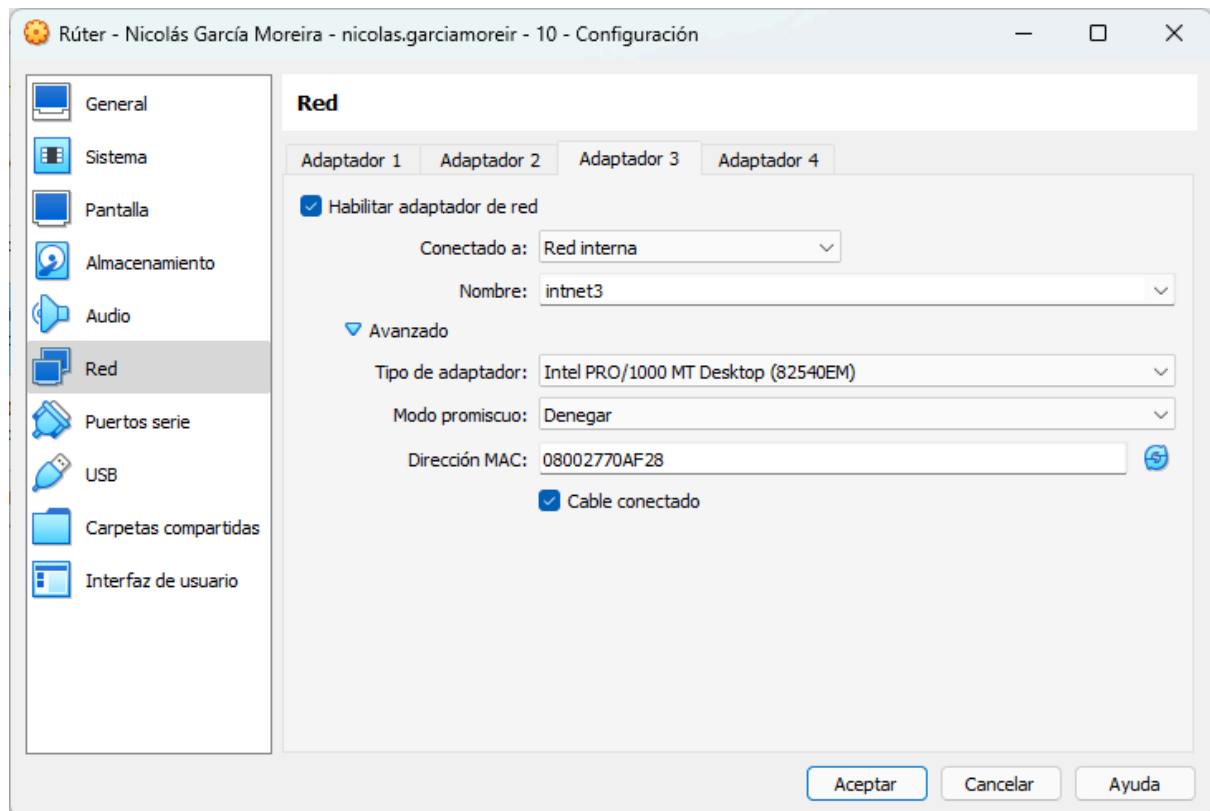 Rúter - Nicolás García Moreira - nicolas.garciamoreir - 10 - Configuración
General
Sistema
Pantalla
Almacenamiento
Audio
Red
Puertos serie
USB
Carpetas compartidas
Interfaz de usuario
Red
Adaptador 1 Adaptador 2 Adaptador 3 Adaptador 4
Habilitar adaptador de red
Conectado a: Red interna
Nombre: intnet3
Avanzado
Tipo de adaptador: Intel PRO/1000 MT Desktop (82540EM)
Modo promiscuo: Denegar
Dirección MAC: 08002770AF28
Cable conectado
Aceptar Cancelar Ayuda